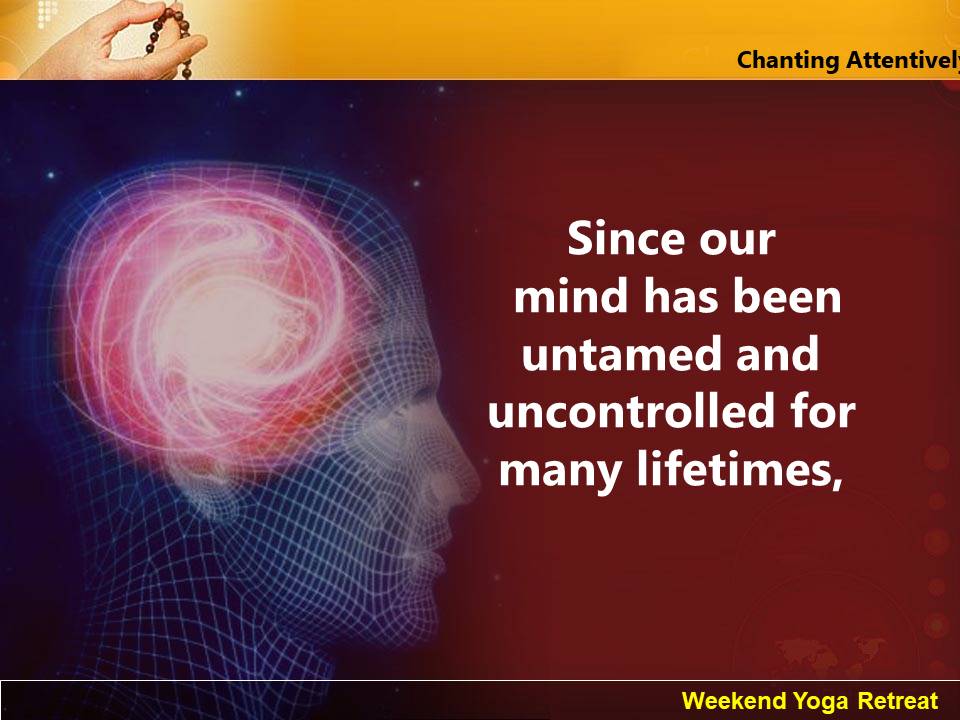 Chanting Attentively
Since our
mind has been
untamed and
uncontrolled for
many lifetimes,
Weekend Yoga Retreat